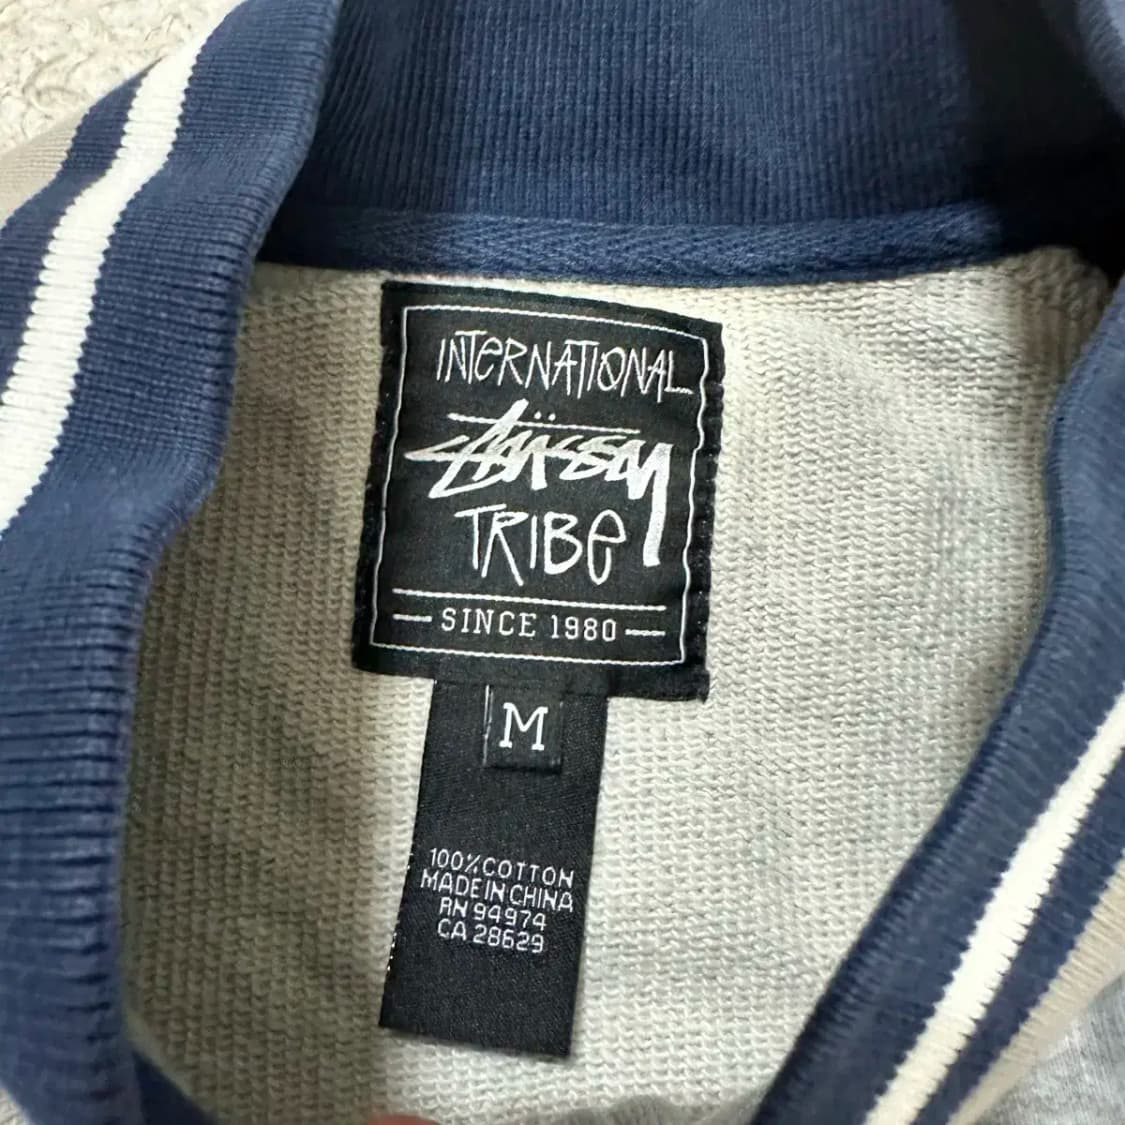 INTERNATIONAL
Stüssy
TRIBE
SINCE 1980
M
100% COTTON
MADE IN CHINA
RN 94974
CA 28629